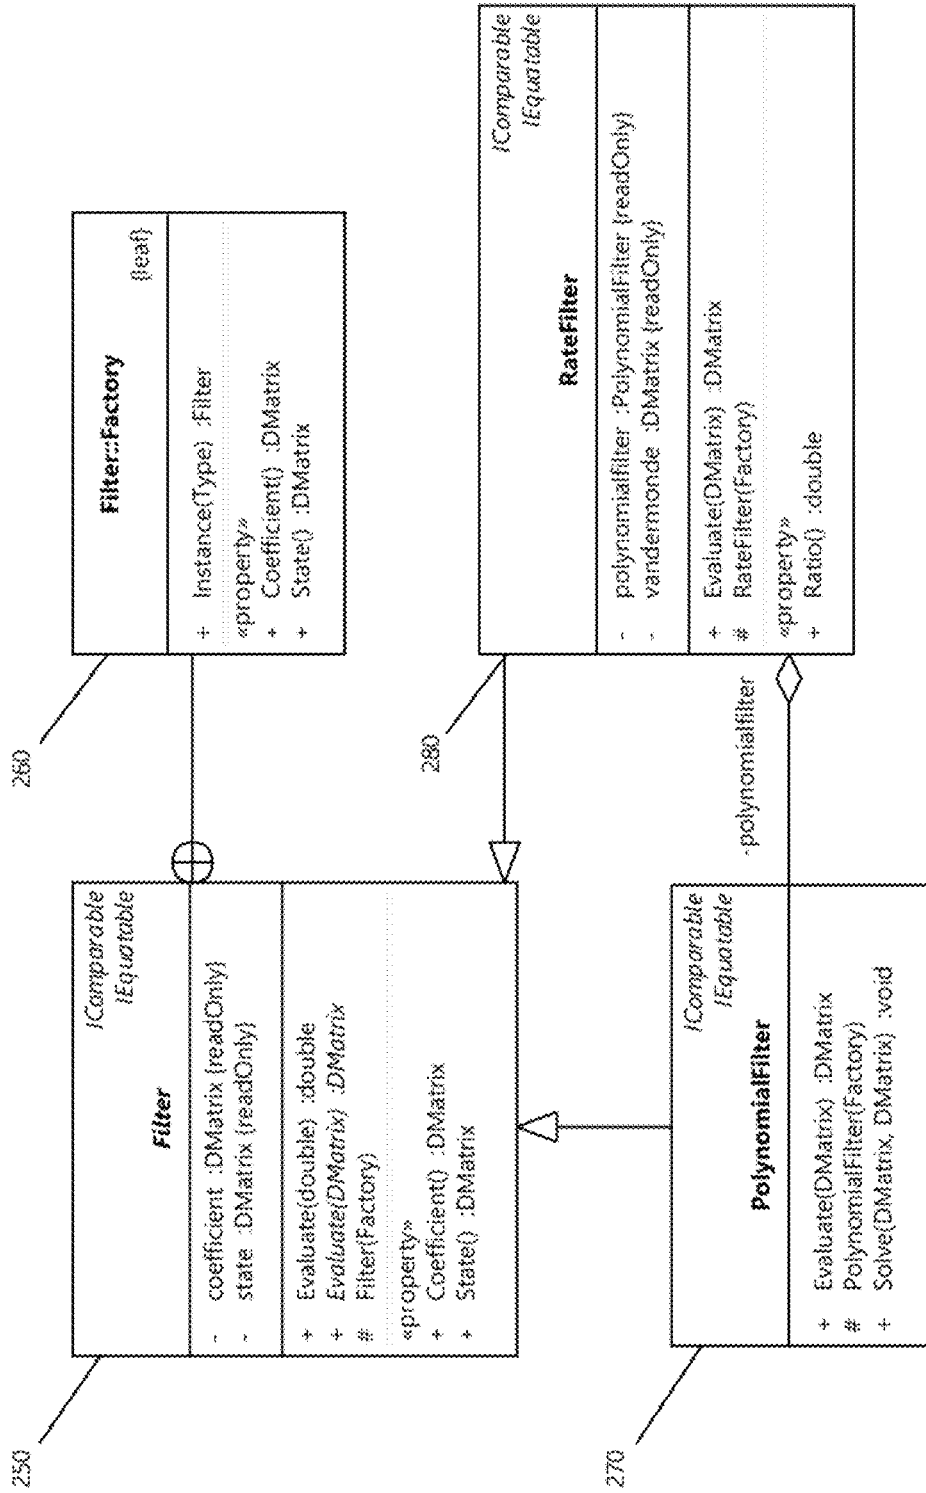 250
IComparable
IEquatable
Filter
- coefficient :DMatrix {readOnly}
- state :DMatrix {readOnly}
+ Evaluate(double) :double
+ Evaluate(DMatrix) :DMatrix
# Filter(Factory)
«property»
+ Coefficient() :DMatrix
+ State() :DMatrix
260
Filter::Factory
{leaf}
+ Instance(Type) :Filter
«property»
+ Coefficient() :DMatrix
+ State() :DMatrix
270
IComparable
IEquatable
PolynomialFilter
+ Evaluate(DMatrix) :DMatrix
# PolynomialFilter(Factory)
+ Solve(DMatrix, DMatrix) :void
-polynomialfilter
280
IComparable
IEquatable
RateFilter
- polynomialfilter :PolynomialFilter {readOnly}
- vandermonde :DMatrix {readOnly}
+ Evaluate(DMatrix) :DMatrix
# RateFilter(Factory)
«property»
+ Ratio() :double